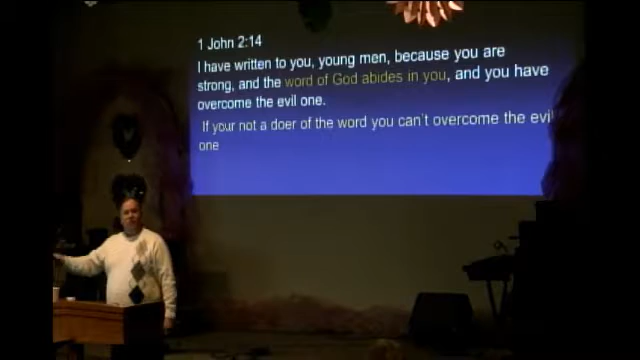 1 John 2:14
I have written to you, young men, because you are
strong, and the word of God abides in you, and you have
overcome the evil one.
If your not a doer of the word you can't overcome the evil
one